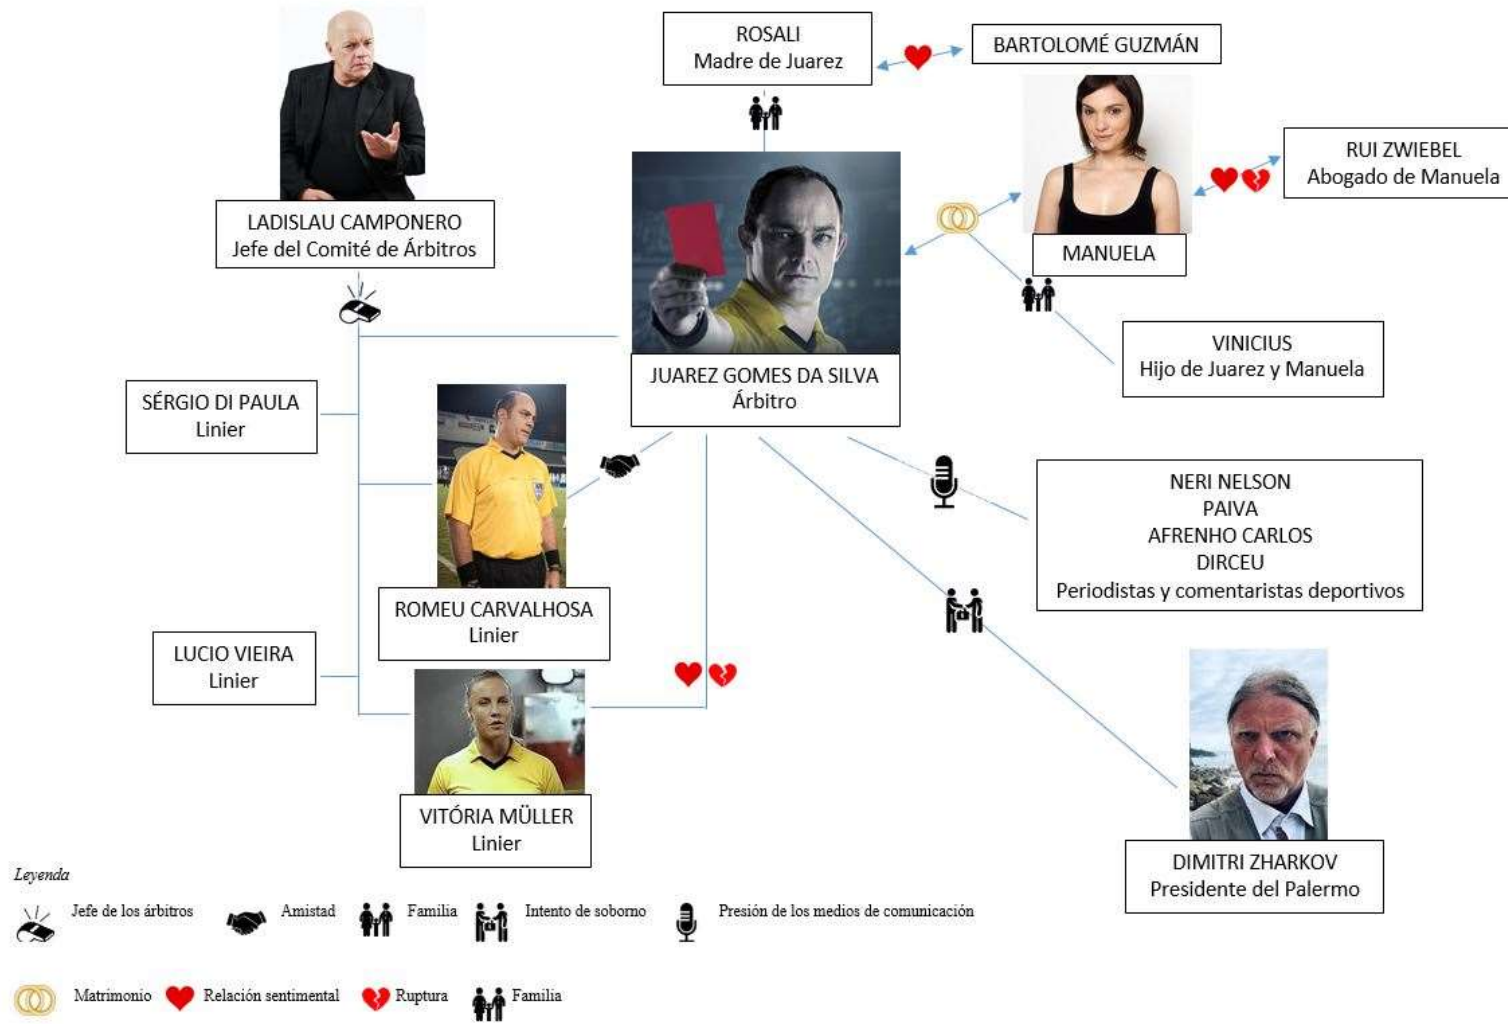 ROSALI
Madre de Juarez
BARTOLOMÉ GUZMÁN
RUI ZWIEBEL
Abogado de Manuela
LADISLAU CAMPONERO
Jefe del Comité de Árbitros
MANUELA
VINICIUS
Hijo de Juarez y Manuela
JUAREZ GOMES DA SILVA
Árbitro
SÉRGIO DI PAULA
Linier
NERI NELSON
PAIVA
AFRENHO CARLOS
DIRCEU
Periodistas y comentaristas deportivos
ROMEU CARVALHOSA
Linier
LUCIO VIEIRA
Linier
VITÓRIA MÜLLER
Linier
DIMITRI ZHARKOV
Presidente del Palermo
Leyenda
Jefe de los árbitros
Amistad
Familia
Intento de soborno
Presión de los medios de comunicación
Matrimonio
Relación sentimental
Ruptura
Familia